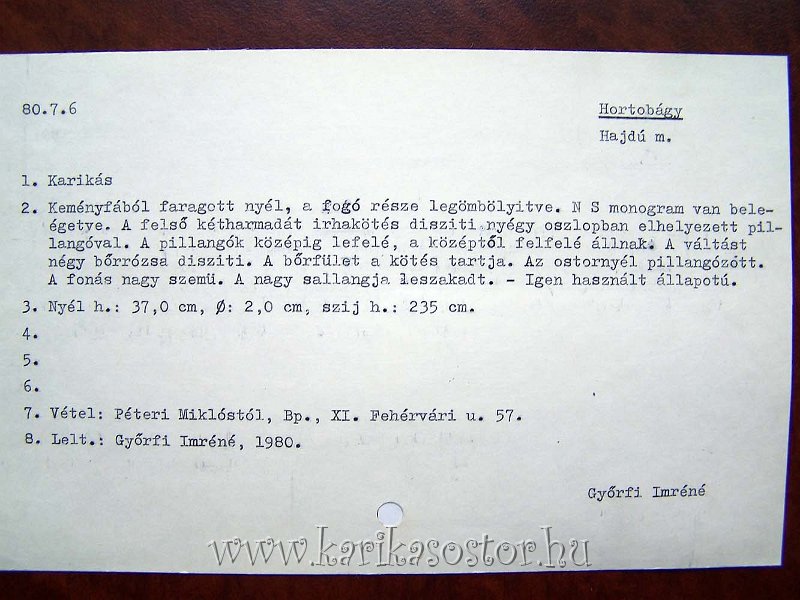 80.7.6
Hortobágy
Hajdú m.
1. Karikás
2. Keményfából faragott nyél, a fogó része legömbölyitve. N S monogram van bele-
égetve. A felső kétharmadát irhakötés disziti nyégy oszlopban elhelyezett pil-
langóval. A pillangók középig lefelé, a középtől felfelé állnak. A váltást
négy bőrrózsa disziti. A bőrfület a kötés tartja. Az ostornyél pillangózott.
A fonás nagy szemü. A nagy sallangja leszakadt. - Igen használt állapotú.
3. Nyél h.: 37,0 cm, Ø: 2,0 cm, szij h.: 235 cm.
4.
5.
6.
7. Vétel: Péteri Miklóstól, Bp., XI. Fehérvári u. 57.
8. Lelt.: Győrfi Imréné, 1980.
Győrfi Imréné
www.karikasostor.hu